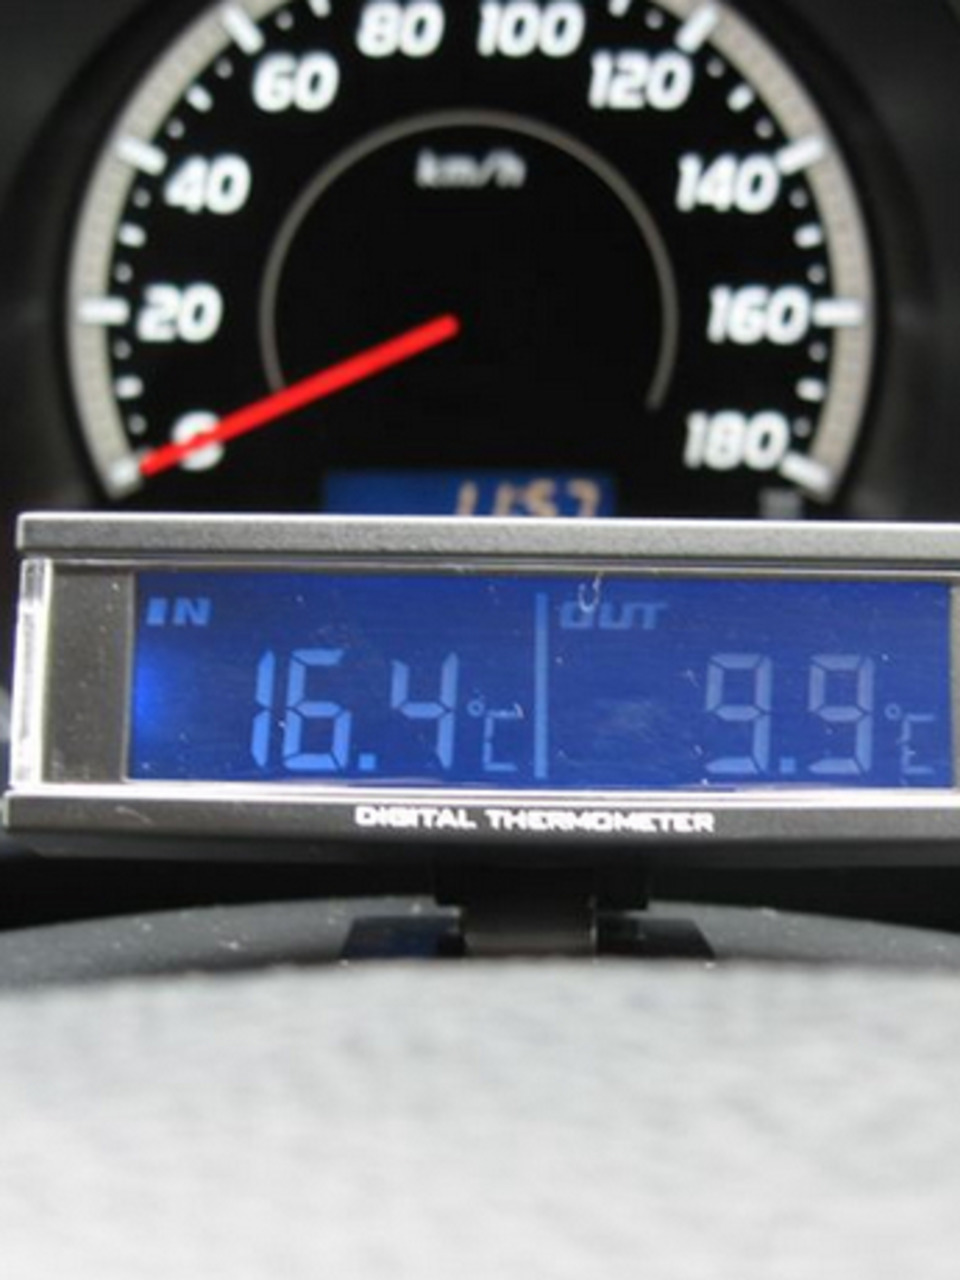 80 100
60 120
km/h
40 140
20 160
0 180
IN OUT
16.4°C 9.9°C
DIGITAL THERMOMETER